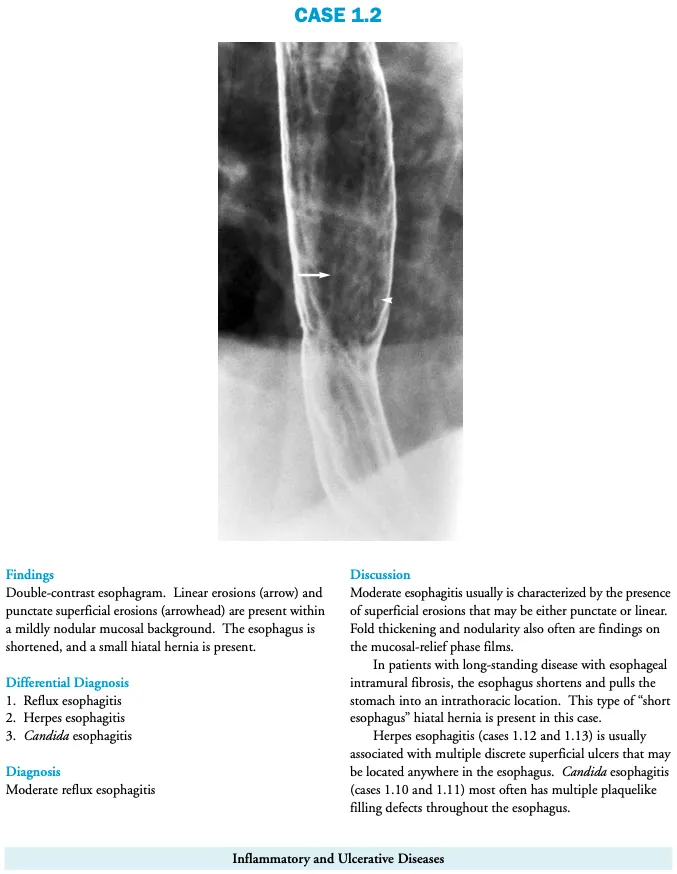 CASE 1.2
Findings
Double-contrast esophagram. Linear erosions (arrow) and
punctate superficial erosions (arrowhead) are present within
a mildly nodular mucosal background. The esophagus is
shortened, and a small hiatal hernia is present.
Differential Diagnosis
1. Reflux esophagitis
2. Herpes esophagitis
3. Candida esophagitis
Diagnosis
Moderate reflux esophagitis
Discussion
Moderate esophagitis usually is characterized by the presence
of superficial erosions that may be either punctate or linear.
Fold thickening and nodularity also often are findings on
the mucosal-relief phase films.
In patients with long-standing disease with esophageal
intramural fibrosis, the esophagus shortens and pulls the
stomach into an intrathoracic location. This type of “short
esophagus” hiatal hernia is present in this case.
Herpes esophagitis (cases 1.12 and 1.13) is usually
associated with multiple discrete superficial ulcers that may
be located anywhere in the esophagus. Candida esophagitis
(cases 1.10 and 1.11) most often has multiple plaquelike
filling defects throughout the esophagus.
Inflammatory and Ulcerative Diseases